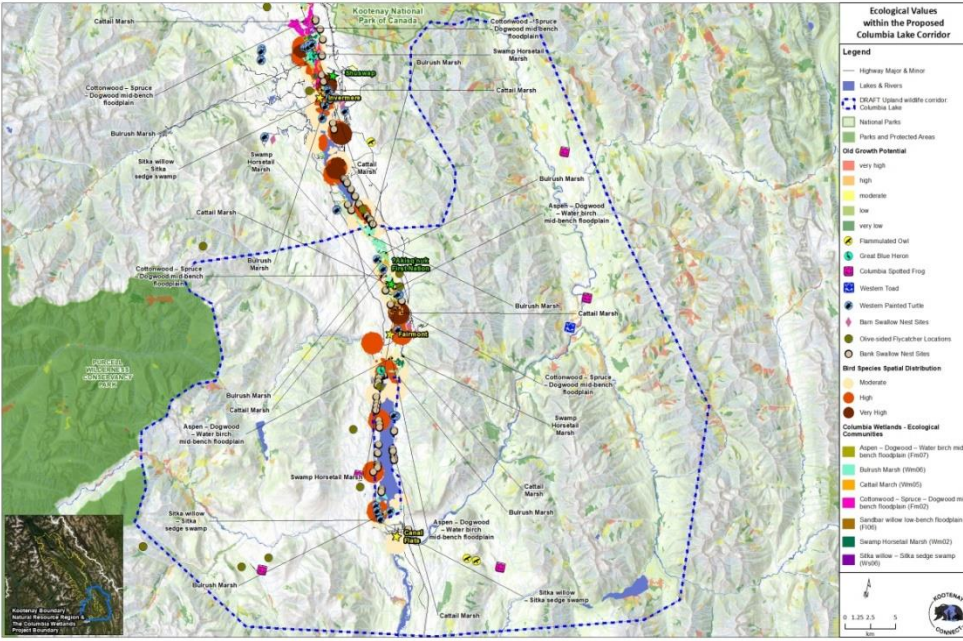 Ecological Values
within the Proposed
Columbia Lake Corridor
Legend
Highway Major & Minor
Lakes & Rivers
DRAFT Upland wildlife corridor:
Columbia Lake
National Parks
Parks and Protected Areas
Old Growth Potential
very high
high
moderate
low
very low
Flammulated Owl
Great Blue Heron
Columbia Spotted Frog
Western Toad
Western Painted Turtle
Barn Swallow Nest Sites
Olive-sided Flycatcher Locations
Bank Swallow Nest Sites
Bird Species Spatial Distribution
Moderate
High
Very High
Columbia Wetlands - Ecological
Communities
Aspen – Dogwood – Water birch mid
bench floodplain (Fm07)
Bulrush Marsh (Wm06)
Cattail March (Wm05)
Cottonwood – Spruce – Dogwood m
bench floodplain (Fm02)
Sandbar willow low-bench floodplain
(Fl06)
Swamp Horsetail Marsh (Wm02)
Sitka willow – Sitka sedge swamp
(Ws06)
N
0 1.25 2.5 5
km
KOOTENAY
CONNECT
Kootenay National
Park of Canada
Cattail Marsh
Cottonwood – Spruce
Dogwood mid-bench
floodplain
Swamp Horsetail
Marsh
Bulrush Marsh
Shuswap
Cottonwood – Spruce
– Dogwood mid-bench
floodplain
Invermere
Cattail Marsh
Bulrush Marsh
Swamp
Horsetail
Marsh
Sitka willow – Sitka
sedge swamp
Cattail
Marsh
Bulrush Marsh
Cattail Marsh
Aspen – Dogwood
– Water birch
mid-bench floodplain
Bulrush
Marsh
First Nation
Cottonwood – Spruce
– Dogwood mid bench
floodplain
Bulrush Marsh
Cattail Marsh
Fairmont
PURCELL
WILDERNESS
CONSERVANCY
PARK
Cottonwood – Spruce
– Dogwood mid-bench
floodplain
Bulrush Marsh
Cattail Marsh
Aspen – Dogwood
– Water birch
mid-bench floodplain
Swamp
Horsetail
Marsh
Swamp Horsetail Marsh
Cattail
Marsh
Sitka willow
– Sitka
sedge swamp
Bulrush Marsh
Aspen – Dogwood
– Water birch
mid-bench floodplain
Canal
Flats
Bulrush Marsh
Sitka willow
– Sitka sedge swamp
Cattail Marsh
Kootenay Boundary
Natural Resource Region &
The Columbia Wetlands
Project Boundary